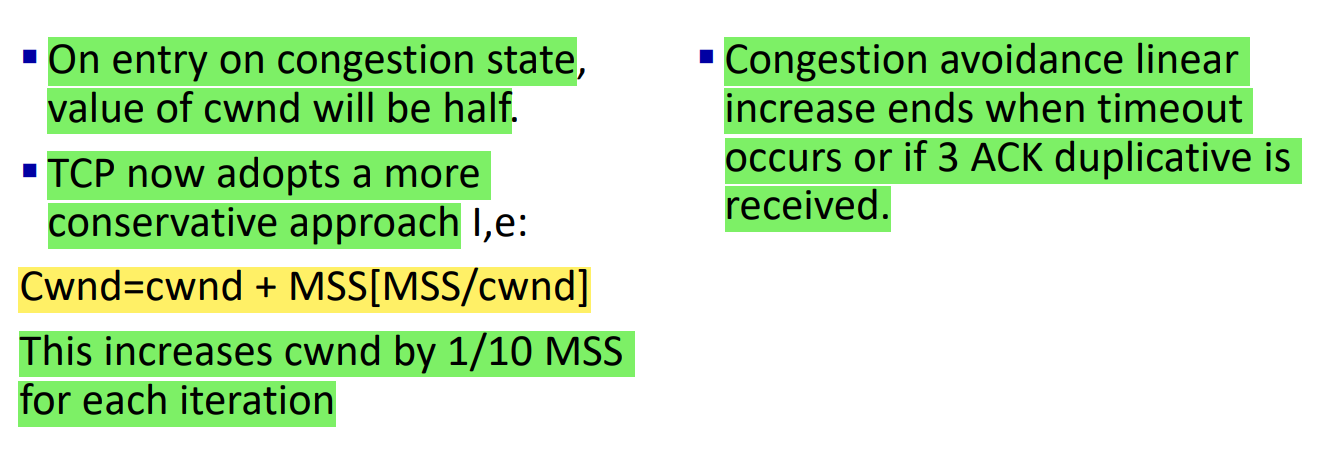 On entry on congestion state,
value of cwnd will be half.
TCP now adopts a more
conservative approach I,e:
Cwnd=cwnd + MSS[MSS/cwnd]
This increases cwnd by 1/10 MSS
for each iteration
Congestion avoidance linear
increase ends when timeout
occurs or if 3 ACK duplicative is
received.